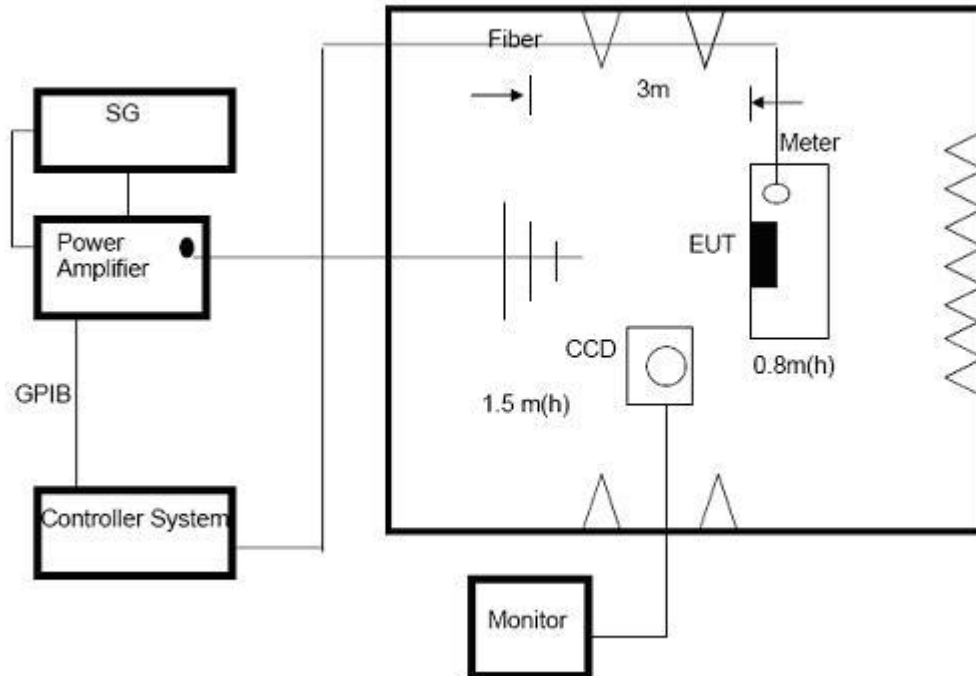 Fiber
3m
SG
Meter
Power
Amplifier
EUT
CCD
0.8m(h)
GPIB
1.5 m(h)
Controller System
Monitor